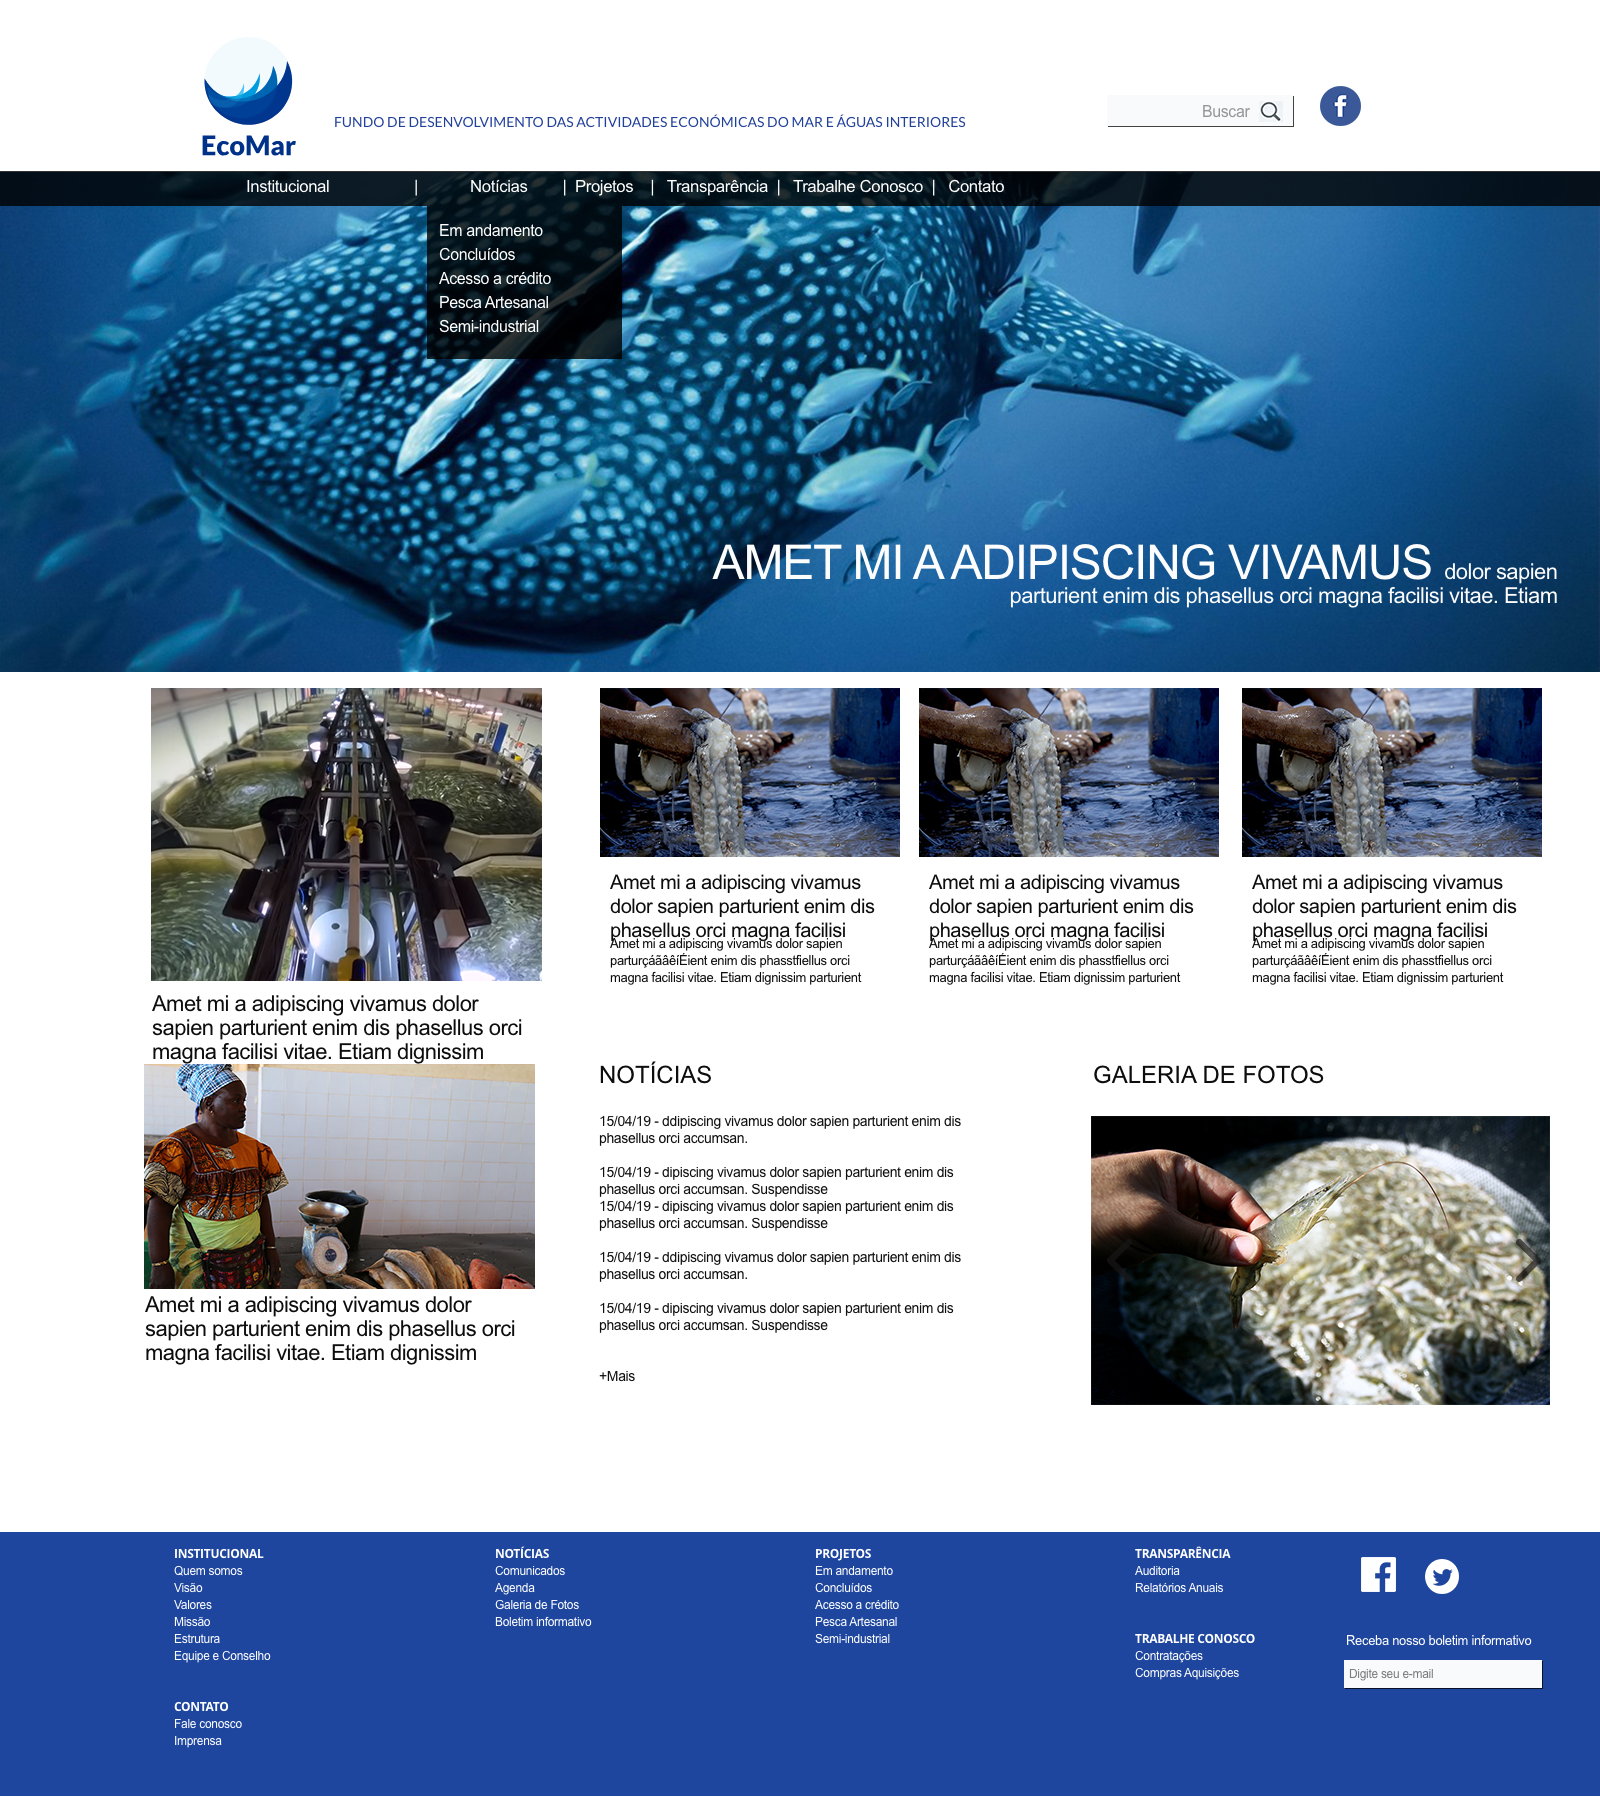 EcoMar
FUNDO DE DESENVOLVIMENTO DAS ACTIVIDADES ECONÓMICAS DO MAR E ÁGUAS INTERIORES
Buscar
Institucional | Notícias | Projetos | Transparência | Trabalhe Conosco | Contato
Em andamento
Concluídos
Acesso a crédito
Pesca Artesanal
Semi-industrial
AMET MI A ADIPISCING VIVAMUS dolor sapien
parturient enim dis phasellus orci magna facilisi vitae. Etiam
Amet mi a adipiscing vivamus dolor
sapien parturient enim dis phasellus orci
magna facilisi vitae. Etiam dignissim
Amet mi a adipiscing vivamus
dolor sapien parturient enim dis
phasellus orci magna facilisi
Amet mi a adipiscing vivamus dolor sapien
parturçáãâêíÉient enim dis phasstfiellus orci
magna facilisi vitae. Etiam dignissim parturient
Amet mi a adipiscing vivamus
dolor sapien parturient enim dis
phasellus orci magna facilisi
Amet mi a adipiscing vivamus dolor sapien
parturçáãâêíÉient enim dis phasstfiellus orci
magna facilisi vitae. Etiam dignissim parturient
Amet mi a adipiscing vivamus
dolor sapien parturient enim dis
phasellus orci magna facilisi
Amet mi a adipiscing vivamus dolor sapien
parturçáãâêíÉient enim dis phasstfiellus orci
magna facilisi vitae. Etiam dignissim parturient
Amet mi a adipiscing vivamus dolor
sapien parturient enim dis phasellus orci
magna facilisi vitae. Etiam dignissim
NOTÍCIAS
15/04/19 - ddipiscing vivamus dolor sapien parturient enim dis
phasellus orci accumsan.
15/04/19 - dipiscing vivamus dolor sapien parturient enim dis
phasellus orci accumsan. Suspendisse
15/04/19 - dipiscing vivamus dolor sapien parturient enim dis
phasellus orci accumsan. Suspendisse
15/04/19 - ddipiscing vivamus dolor sapien parturient enim dis
phasellus orci accumsan.
15/04/19 - dipiscing vivamus dolor sapien parturient enim dis
phasellus orci accumsan. Suspendisse
+Mais
GALERIA DE FOTOS
INSTITUCIONAL
Quem somos
Visão
Valores
Missão
Estrutura
Equipe e Conselho
CONTATO
Fale conosco
Imprensa
NOTÍCIAS
Comunicados
Agenda
Galeria de Fotos
Boletim informativo
PROJETOS
Em andamento
Concluídos
Acesso a crédito
Pesca Artesanal
Semi-industrial
TRANSPARÊNCIA
Auditoria
Relatórios Anuais
TRABALHE CONOSCO
Contratações
Compras Aquisições
Receba nosso boletim informativo
Digite seu e-mail